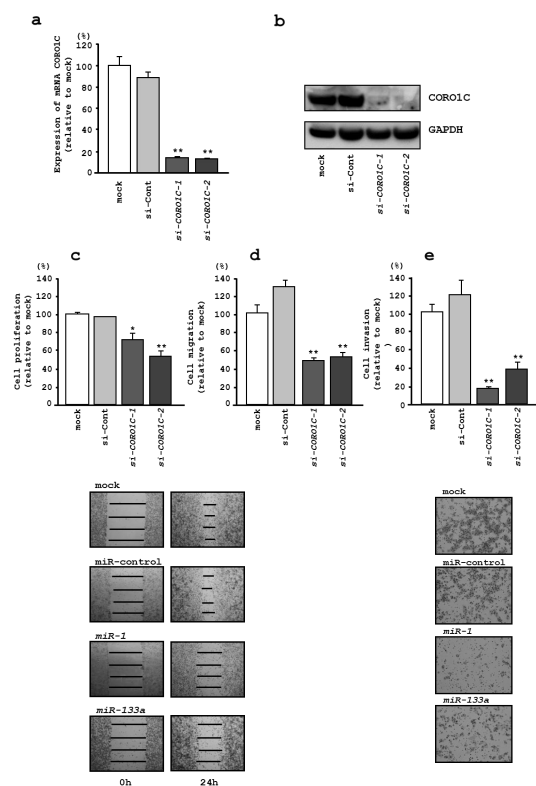 a
(%)
Expression of mRNA CORO1C
(relative to mock)
120
100
80
60
40
20
0
**
**
mock
si-Cont
si-CORO1C-1
si-CORO1C-2
b
CORO1C
GAPDH
mock
si-Cont
si-CORO1C-1
si-CORO1C-2
c
(%)
Cell proliferation
(relative to mock)
140
120
100
80
60
40
20
0
*
**
mock
si-Cont
si-CORO1C-1
si-CORO1C-2
d
(%)
Cell migration
(relative to mock)
140
120
100
80
60
40
20
0
**
**
mock
si-Cont
si-CORO1C-1
si-CORO1C-2
e
(%)
Cell invasion
(relative to mock
)
140
120
100
80
60
40
20
0
**
**
mock
si-Cont
si-CORO1C-1
si-CORO1C-2
mock
miR-control
miR-1
miR-133a
0h
24h
mock
miR-control
miR-1
miR-133a